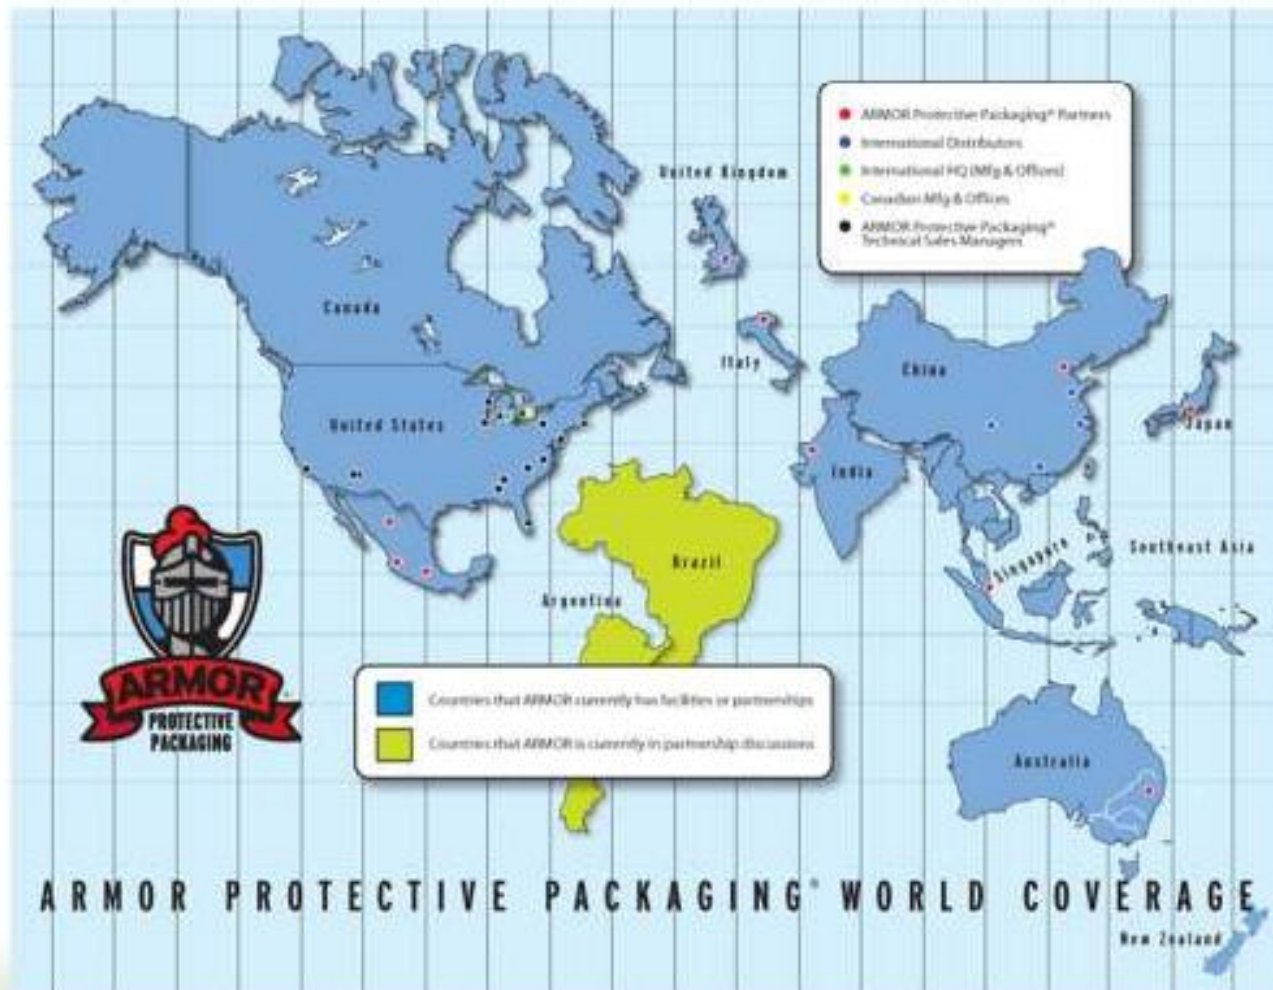 United Kingdom
ARMOR Protective Packaging® Partners
International Distributors
International HQ (Mfg & Offices)
Canadian Mfg & Offices
ARMOR Protective Packaging®
Technical Sales Managers
Canada
Italy
China
United States
Japan
India
Brazil
Singapore
Southeast Asia
Argentina
ARMOR
PROTECTIVE
PACKAGING
Countries that ARMOR currently has facilities or partnerships
Countries that ARMOR is currently in partnership discussions
Australia
ARMOR PROTECTIVE PACKAGING® WORLD COVERAGE
New Zealand